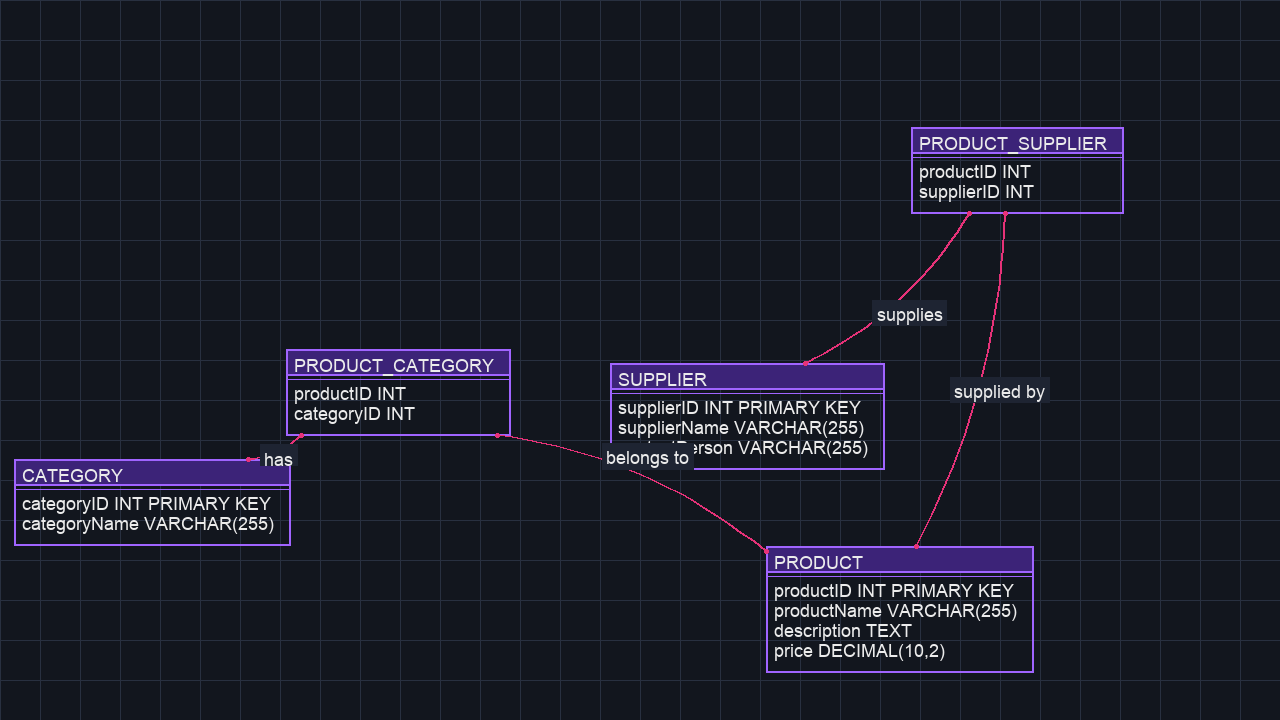 PRODUCT_SUPPLIER
productID INT
supplierID INT
supplies
supplied by
PRODUCT_CATEGORY
productID INT
categoryID INT
SUPPLIER
supplierID INT PRIMARY KEY
supplierName VARCHAR(255)
VARCHAR(255)
belongs to
has
CATEGORY
categoryID INT PRIMARY KEY
categoryName VARCHAR(255)
PRODUCT
productID INT PRIMARY KEY
productName VARCHAR(255)
description TEXT
price DECIMAL(10,2)